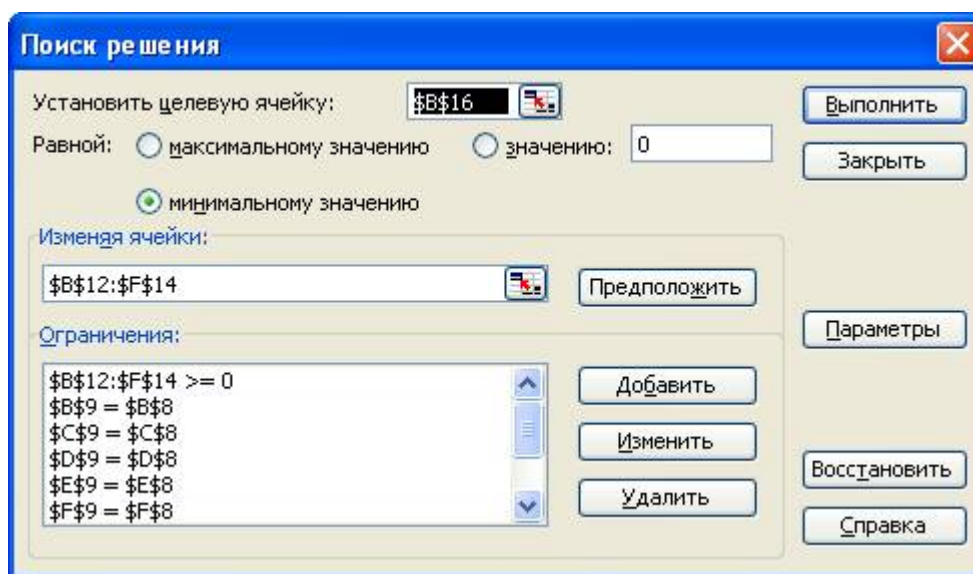 Поиск решения
Установить целевую ячейку: $B$16 Выполнить
Равной: максимальному значению значению: 0 Закрыть
минимальному значению
Изменяя ячейки:
$B$12:$F$14 Предположить
Параметры
Ограничения:
$B$12:$F$14 >= 0 Добавить
$B$9 = $B$8
$C$9 = $C$8 Изменить
$D$9 = $D$8
$E$9 = $E$8 Удалить Восстановить
$F$9 = $F$8
Справка